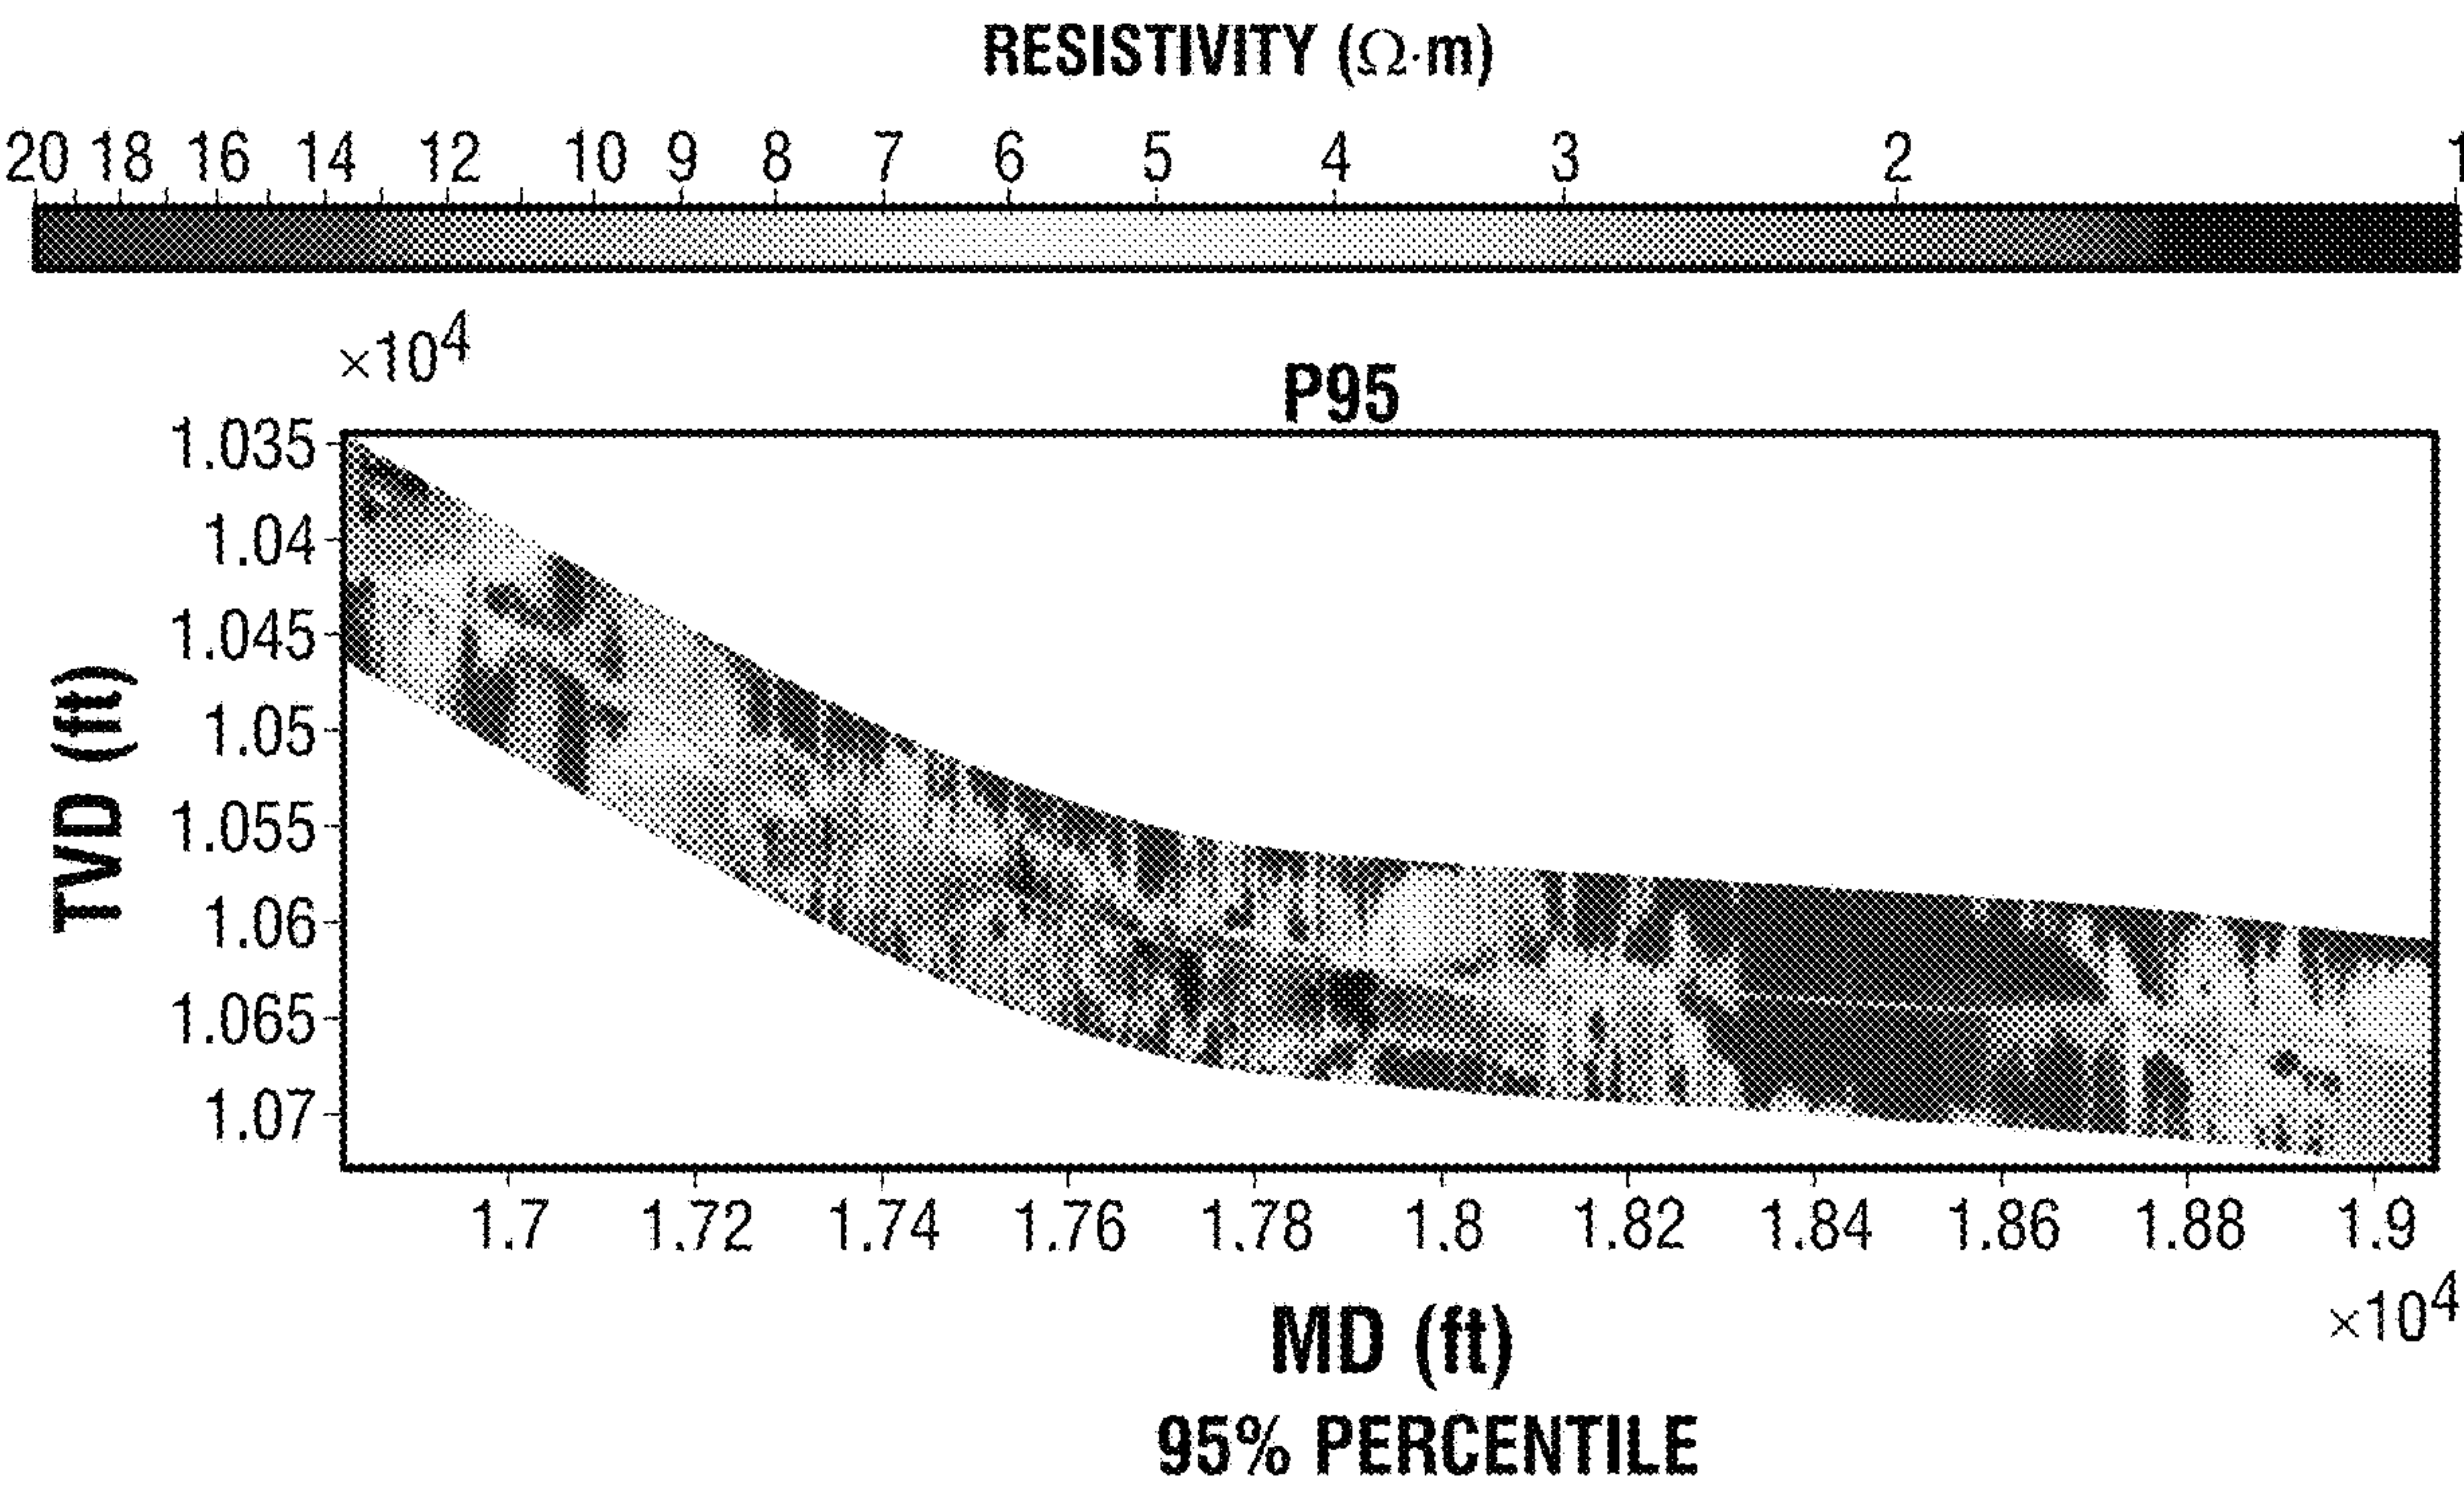 RESISTIVITY (Ω·m)
20 18 16 14 12 10 9 8 7 6 5 4 3 2 1
×10⁴
P95
1.035
1.04
1.045
1.05
1.055
1.06
1.065
1.07
TVD (ft)
1.7 1.72 1.74 1.76 1.78 1.8 1.82 1.84 1.86 1.88 1.9
×10⁴
MD (ft)
95% PERCENTILE